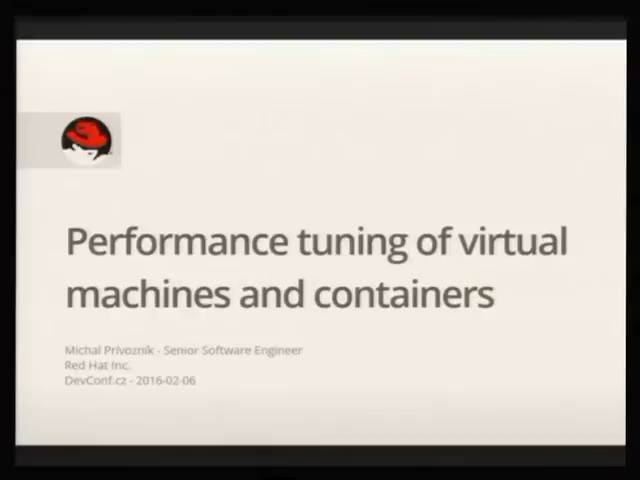 Performance tuning of virtual
machines and containers
Michal Privoznik - Senior Software Engineer
Red Hat Inc.
DevConf.cz - 2016-02-06